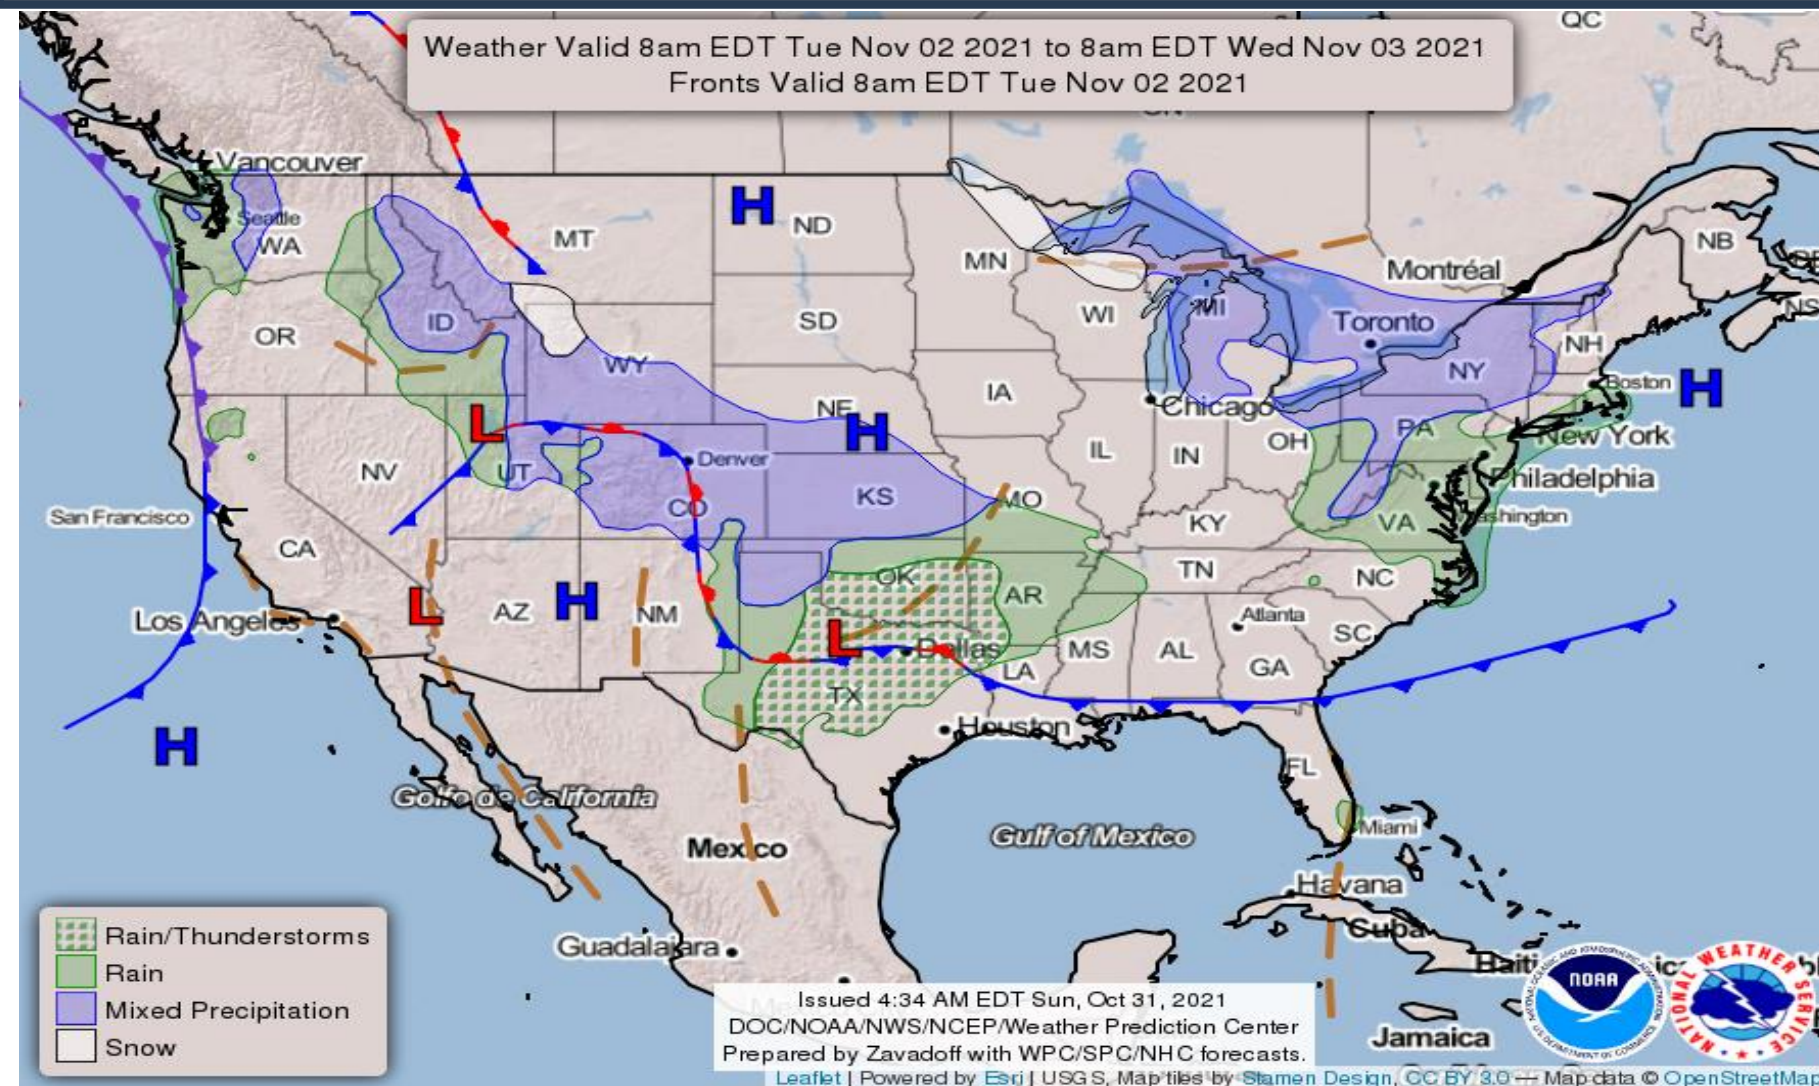 QC
Weather Valid 8am EDT Tue Nov 02 2021 to 8am EDT Wed Nov 03 2021
Fronts Valid 8am EDT Tue Nov 02 2021
Vancouver
Seattle
WA
MT
ND
MN
Montréal
NB
H
OR
ID
WY
SD
WI
MI
Toronto
NH
NS
NE
H
IA
Chicago
NY
Boston
H
L
NV
UT
Denver
CO
KS
MO
IL
IN
OH
PA
New York
Philadelphia
San Francisco
CA
KY
VA
Los Angeles
L
AZ
H
NM
OK
AR
TN
NC
L
Dallas
MS
AL
Atlanta
GA
SC
TX
LA
H
Houston
FL
Golfo de California
Mexico
Gulf of Mexico
Miami
Havana
Cuba
Guadalajara
Haiti
Jamaica
Rain/Thunderstorms
Rain
Mixed Precipitation
Snow
Issued 4:34 AM EDT Sun, Oct 31, 2021
DOC/NOAA/NWS/NCEP/Weather Prediction Center
Prepared by Zavadoff with WPC/SPC/NHC forecasts.
NOAA
NATIONAL WEATHER SERVICE
Leaflet | Powered by Esri | USGS, Map tiles by Stamen Design, CC BY 3.0 — Map data © OpenStreetMap